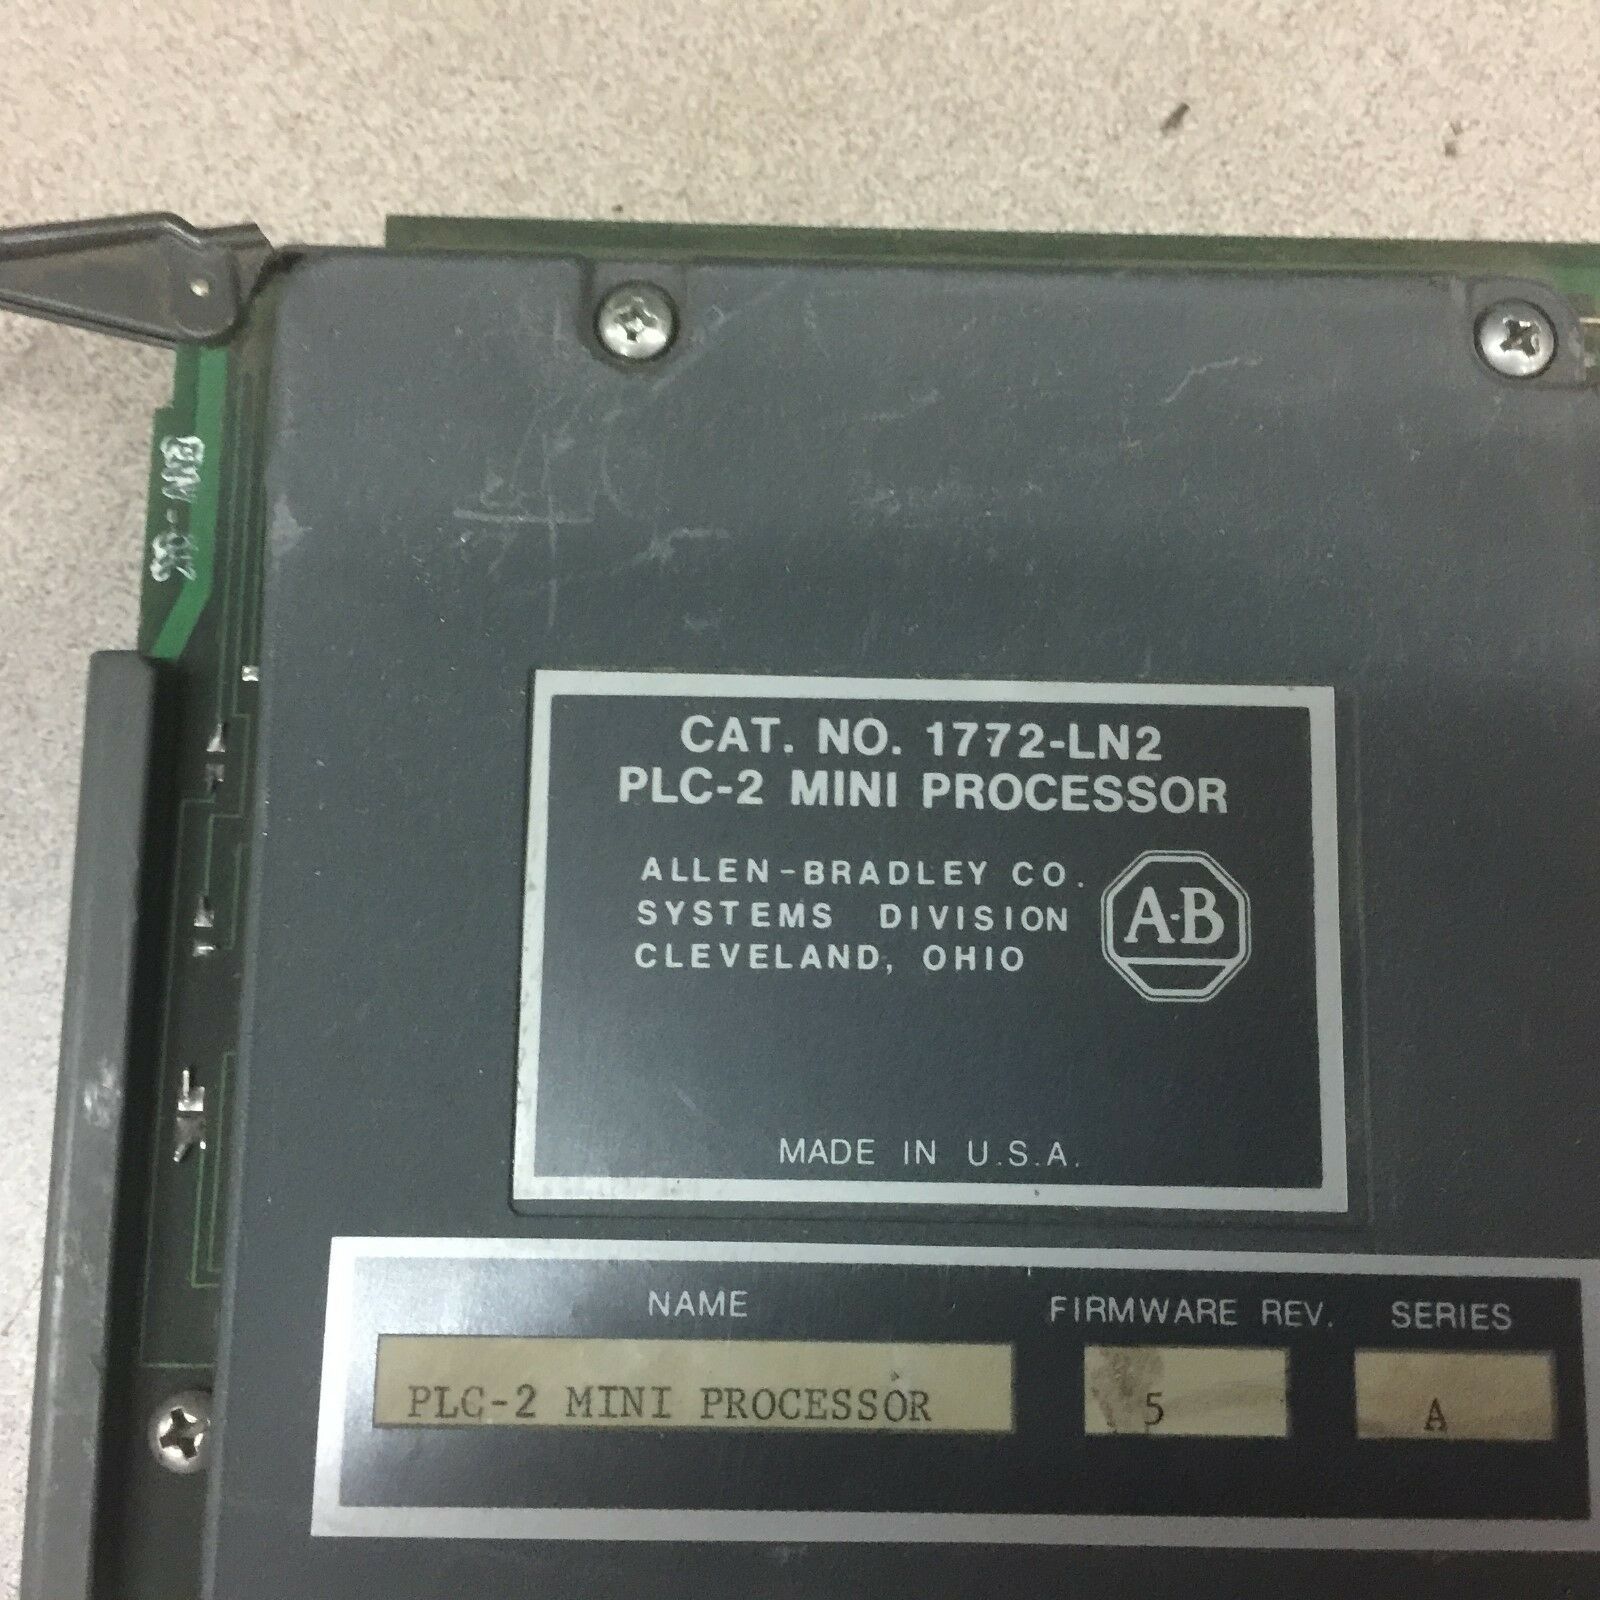 CAT. NO. 1772-LN2
PLC-2 MINI PROCESSOR
ALLEN-BRADLEY CO.
SYSTEMS DIVISION
CLEVELAND, OHIO
A-B
MADE IN U.S.A.
NAME FIRMWARE REV. SERIES
PLC-2 MINI PROCESSOR 5 A